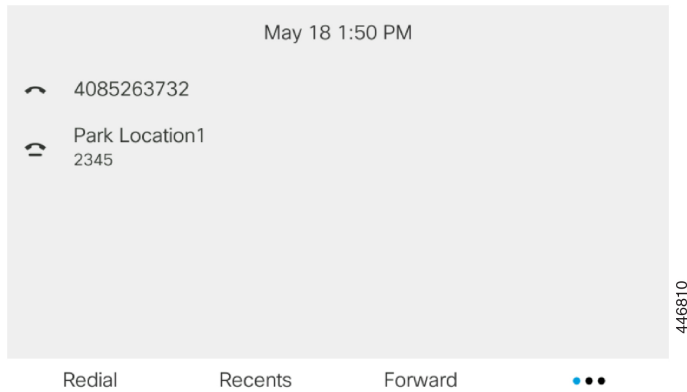 May 18 1:50 PM
4085263732
Park Location1
2345
446810
Redial Recents Forward